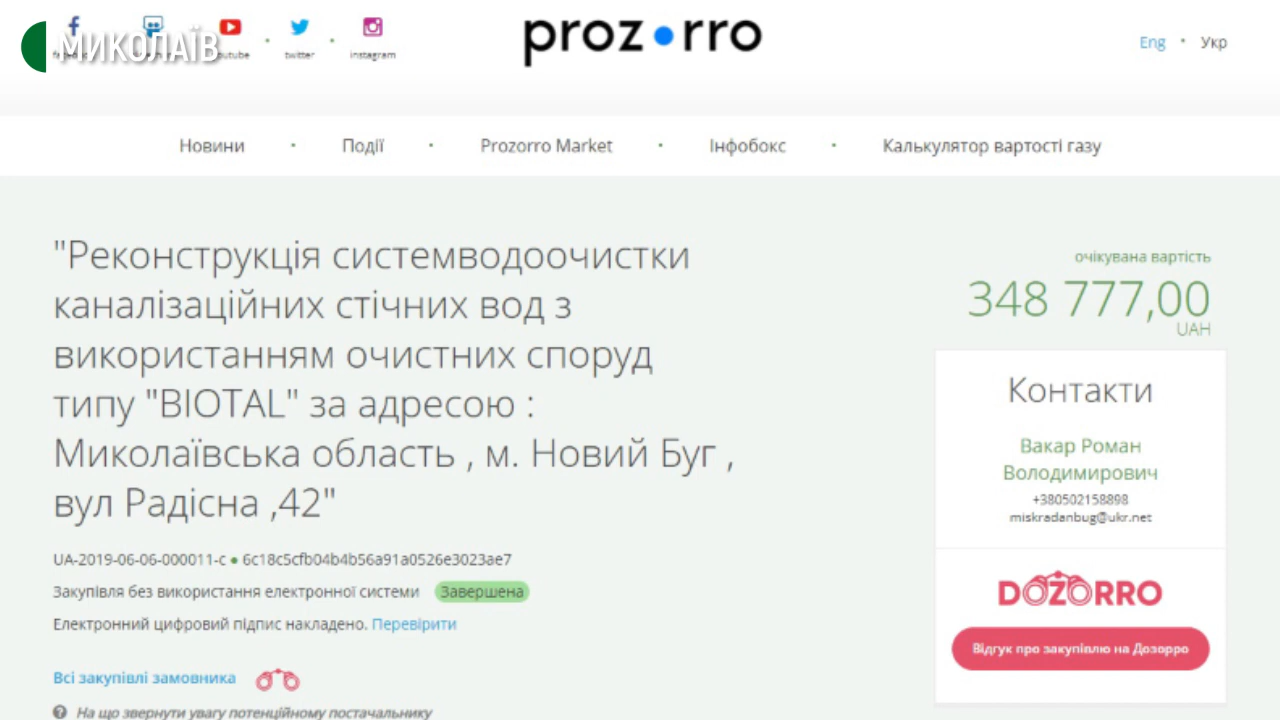 МИКОЛАЇВ
twitter
instagram
prozorro
Eng • Укр
Новини • Події • Prozorro Market • Інфобокс • Калькулятор вартості газу
"Реконструкція системводоочистки
каналізаційних стічних вод з
використанням очистних споруд
типу "BIOTAL" за адресою :
Миколаївська область , м. Новий Буг ,
вул Радісна ,42"
UA-2019-06-06-000011-c ● 6c18c5cfb04b4b56a91a0526e3023ae7
Закупівля без використання електронної системи Завершена
Електронний цифровий підпис накладено. Перевірити
Всі закупівлі замовника
На що звернути увагу потенційному постачальнику
очікувана вартість
348 777,00
UAH
Контакти
Вакар Роман
Володимирович
+380502158898
miskradanbug@ukr.net
DOZORRO
Відгук про закупівлю на Дозорро